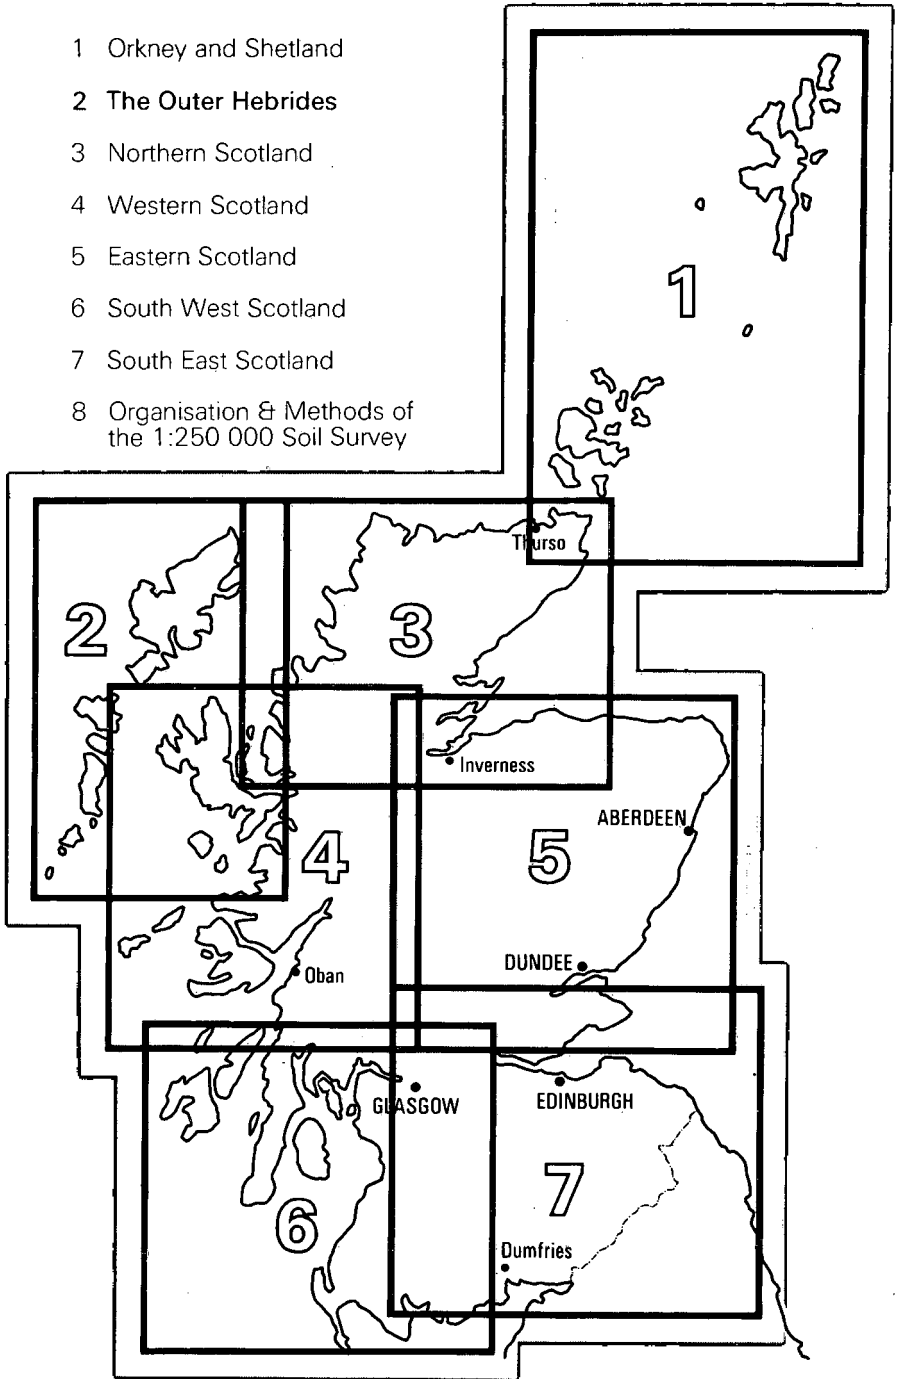 1 Orkney and Shetland
2 The Outer Hebrides
3 Northern Scotland
4 Western Scotland
5 Eastern Scotland
6 South West Scotland
7 South East Scotland
8 Organisation & Methods of
the 1:250 000 Soil Survey
1
Thurso
2
3
Inverness
ABERDEEN
4
5
DUNDEE
Oban
GLASGOW
EDINBURGH
7
6
Dumfries